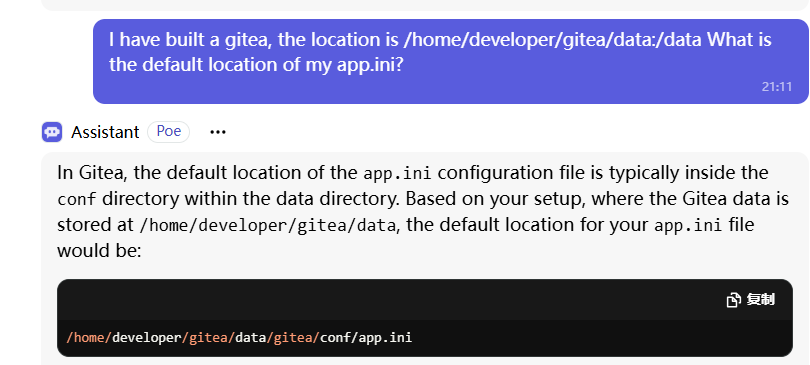 I have built a gitea, the location is /home/developer/gitea/data:/data What is
the default location of my app.ini?
21:11
Assistant Poe •••
In Gitea, the default location of the app.ini configuration file is typically inside the
conf directory within the data directory. Based on your setup, where the Gitea data is
stored at /home/developer/gitea/data, the default location for your app.ini file
would be:
复制
/home/developer/gitea/data/gitea/conf/app.ini